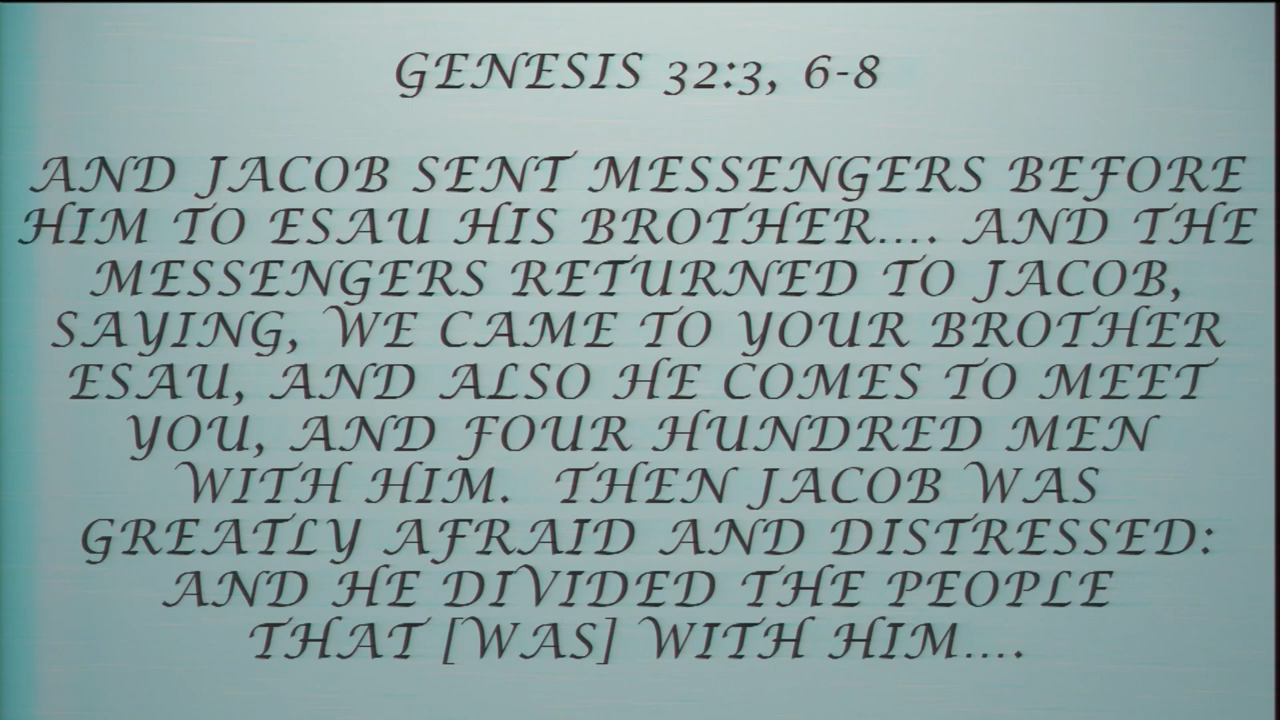 GENESIS 32:3, 6-8
AND JACOB SENT MESSENGERS BEFORE
HIM TO ESAU HIS BROTHER.... AND THE
MESSENGERS RETURNED TO JACOB,
SAYING, WE CAME TO YOUR BROTHER
ESAU, AND ALSO HE COMES TO MEET
YOU, AND FOUR HUNDRED MEN
WITH HIM. THEN JACOB WAS
GREATLY AFRAID AND DISTRESSED:
AND HE DIVIDED THE PEOPLE
THAT [WAS] WITH HIM....